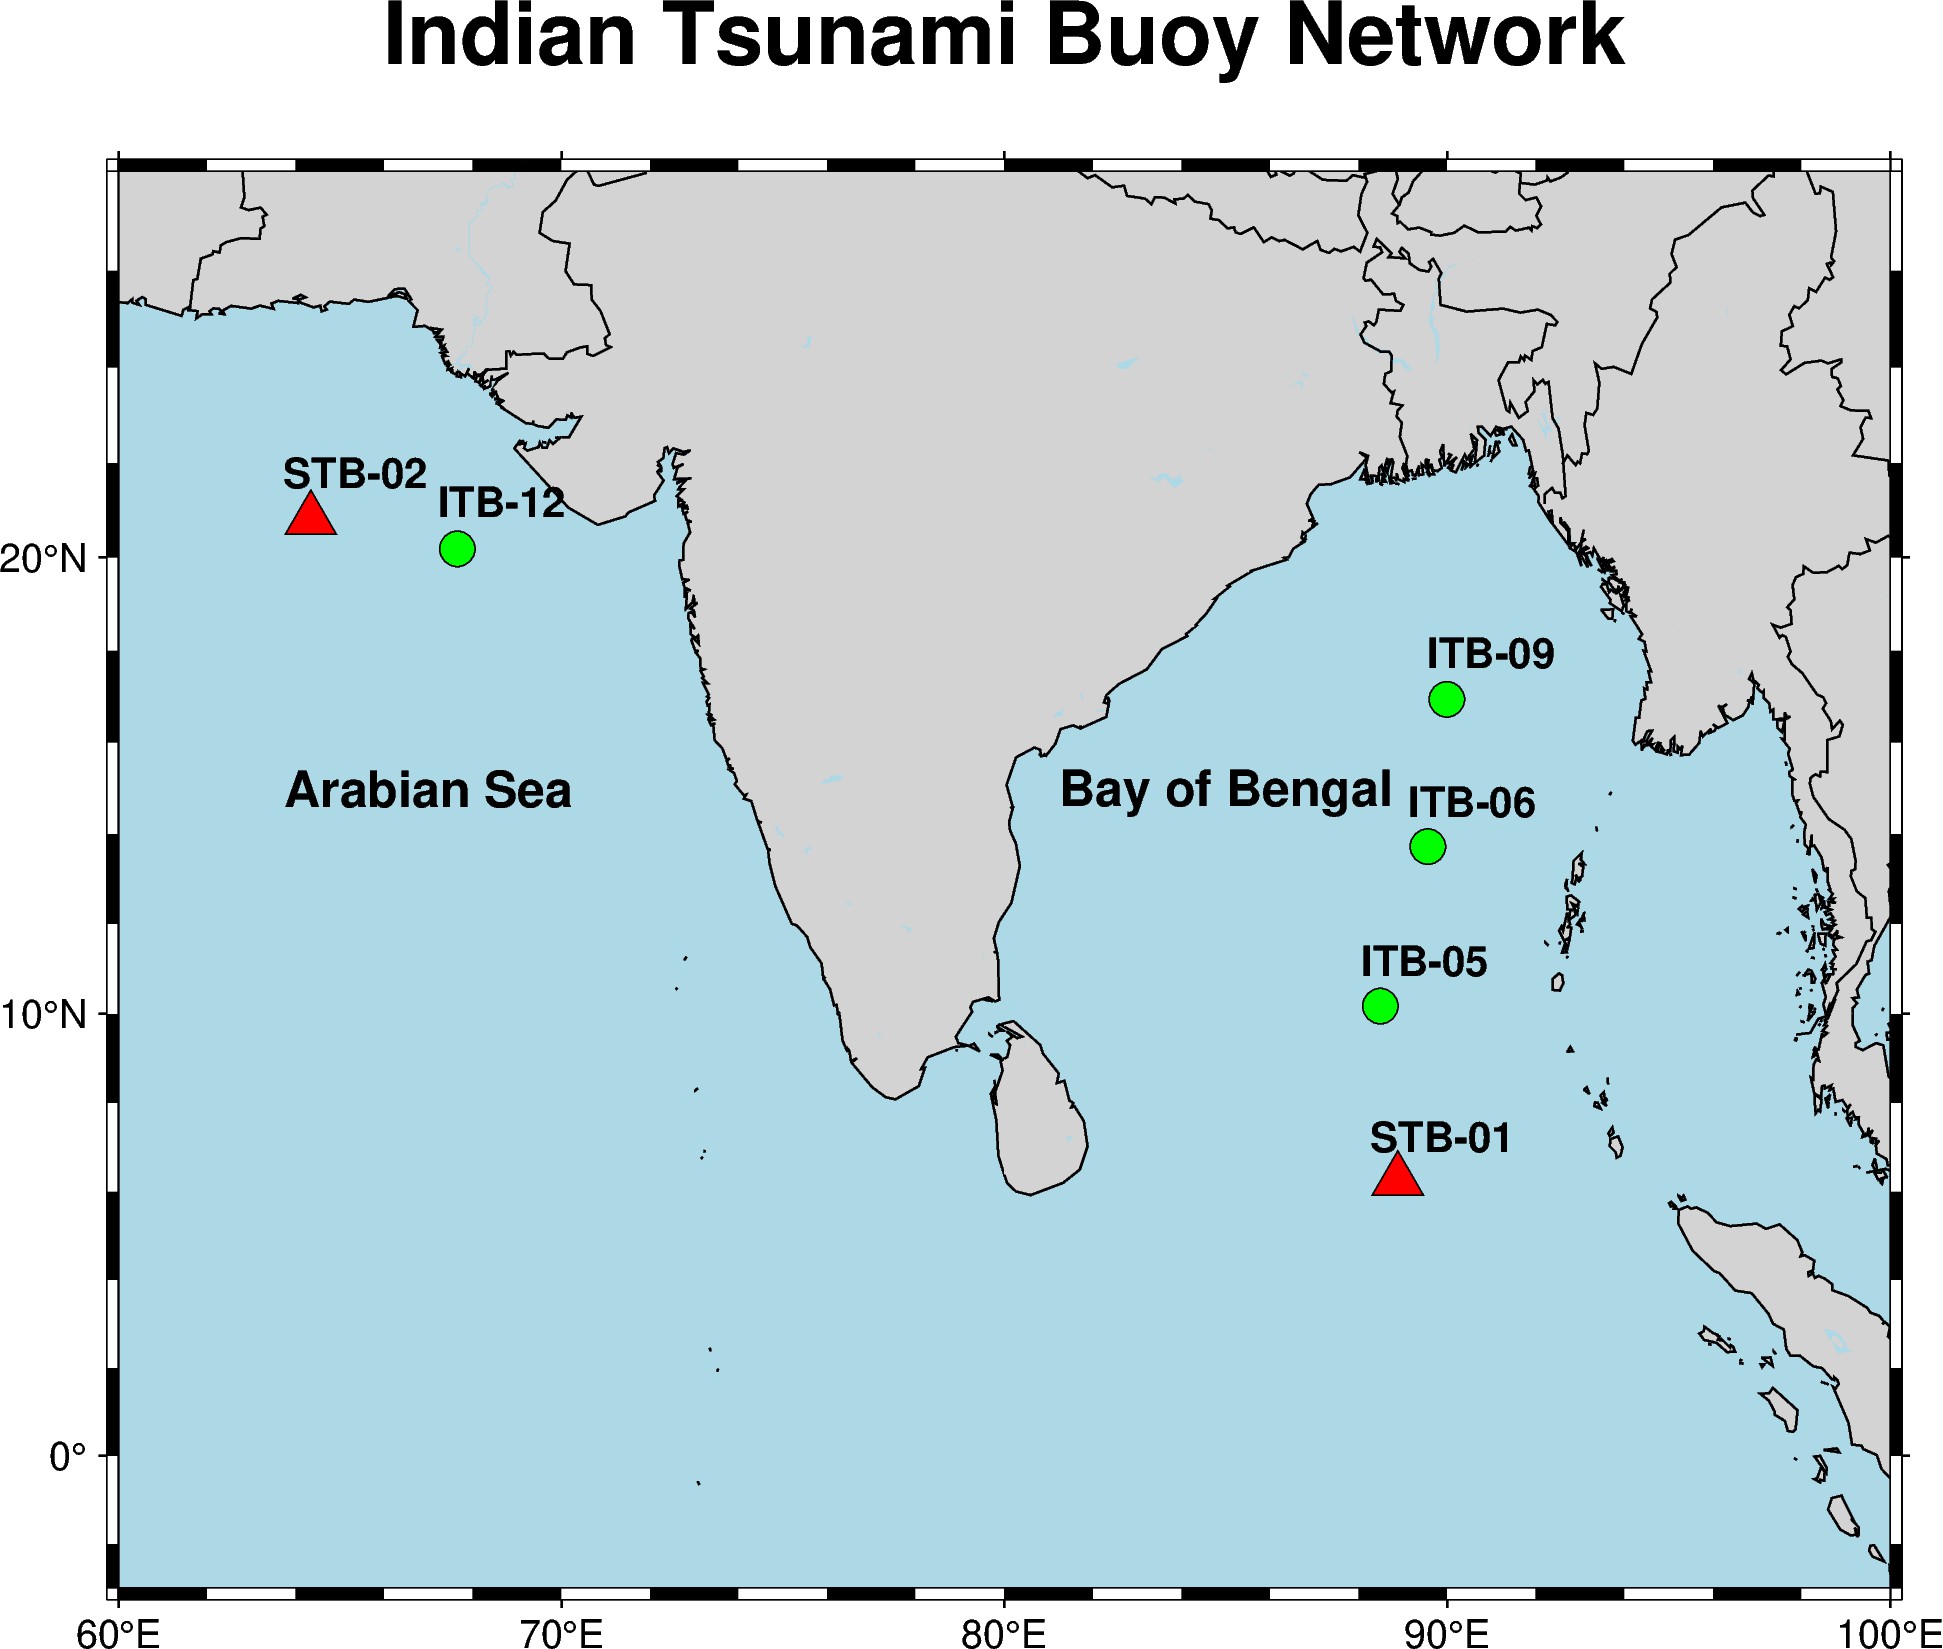 Indian Tsunami Buoy Network
STB-02
ITB-12
20°N
ITB-09
Arabian Sea
Bay of Bengal
ITB-06
ITB-05
10°N
STB-01
0°
60°E
70°E
80°E
90°E
100°E